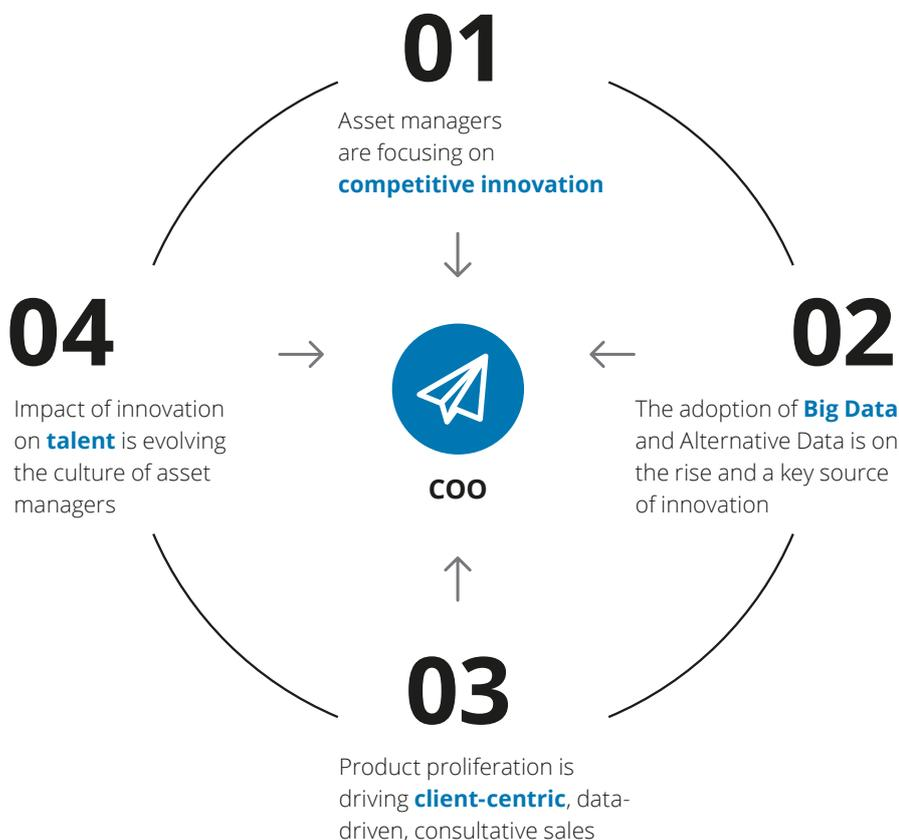 01
Asset managers
are focusing on
competitive innovation
02
The adoption of Big Data
and Alternative Data is on
the rise and a key source
of innovation
03
Product proliferation is
driving client-centric, data-
driven, consultative sales
04
Impact of innovation
on talent is evolving
the culture of asset
managers
COO